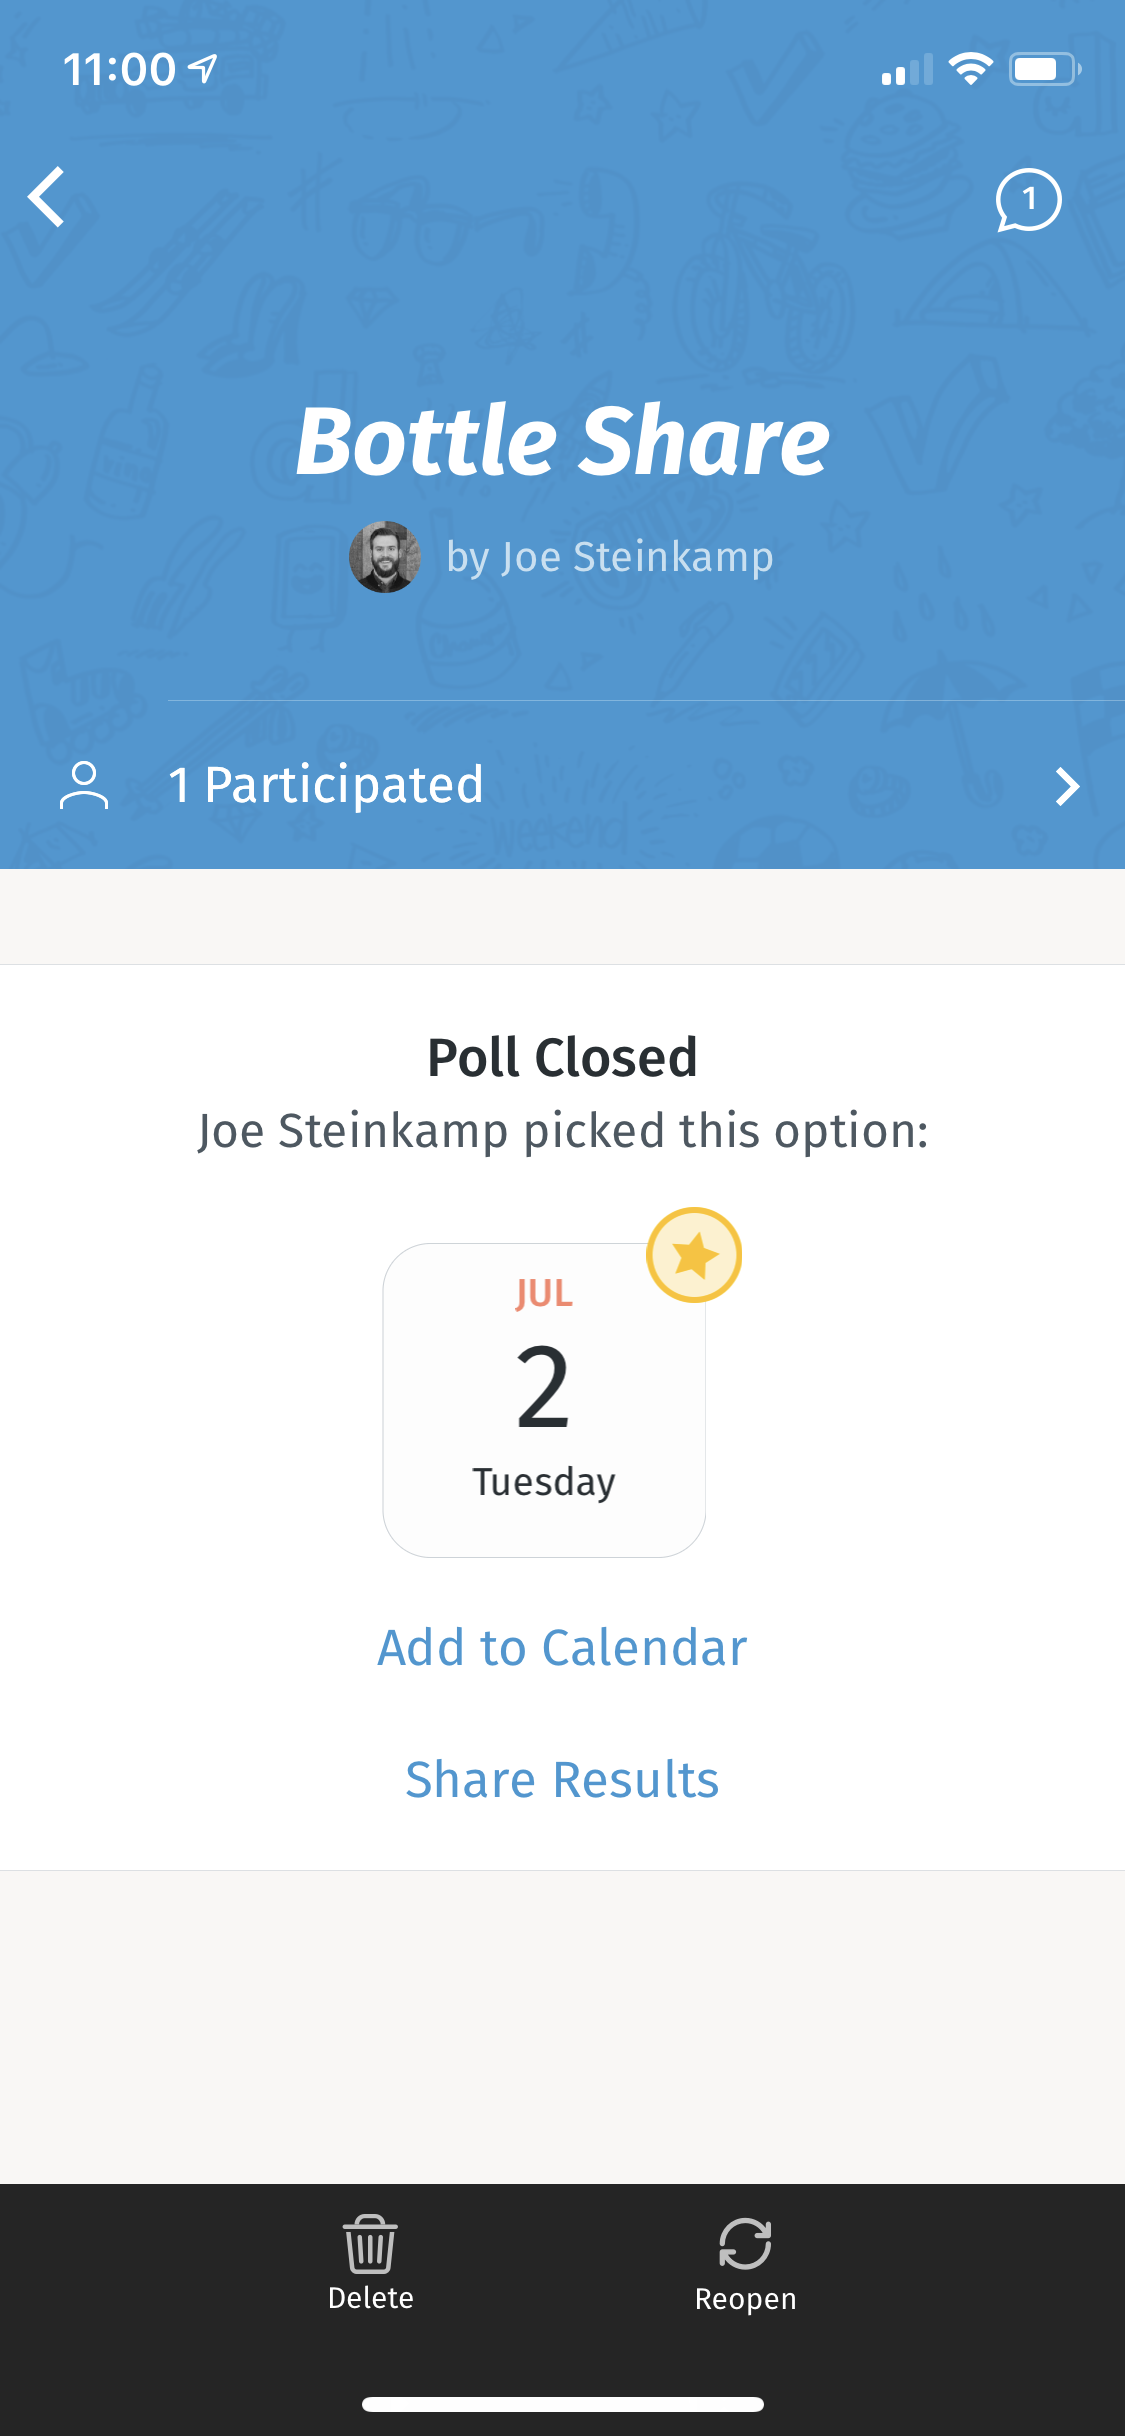 11:00
1
Bottle Share
by Joe Steinkamp
1 Participated
weekend
Poll Closed
Joe Steinkamp picked this option:
JUL
2
Tuesday
Add to Calendar
Share Results
Delete
Reopen